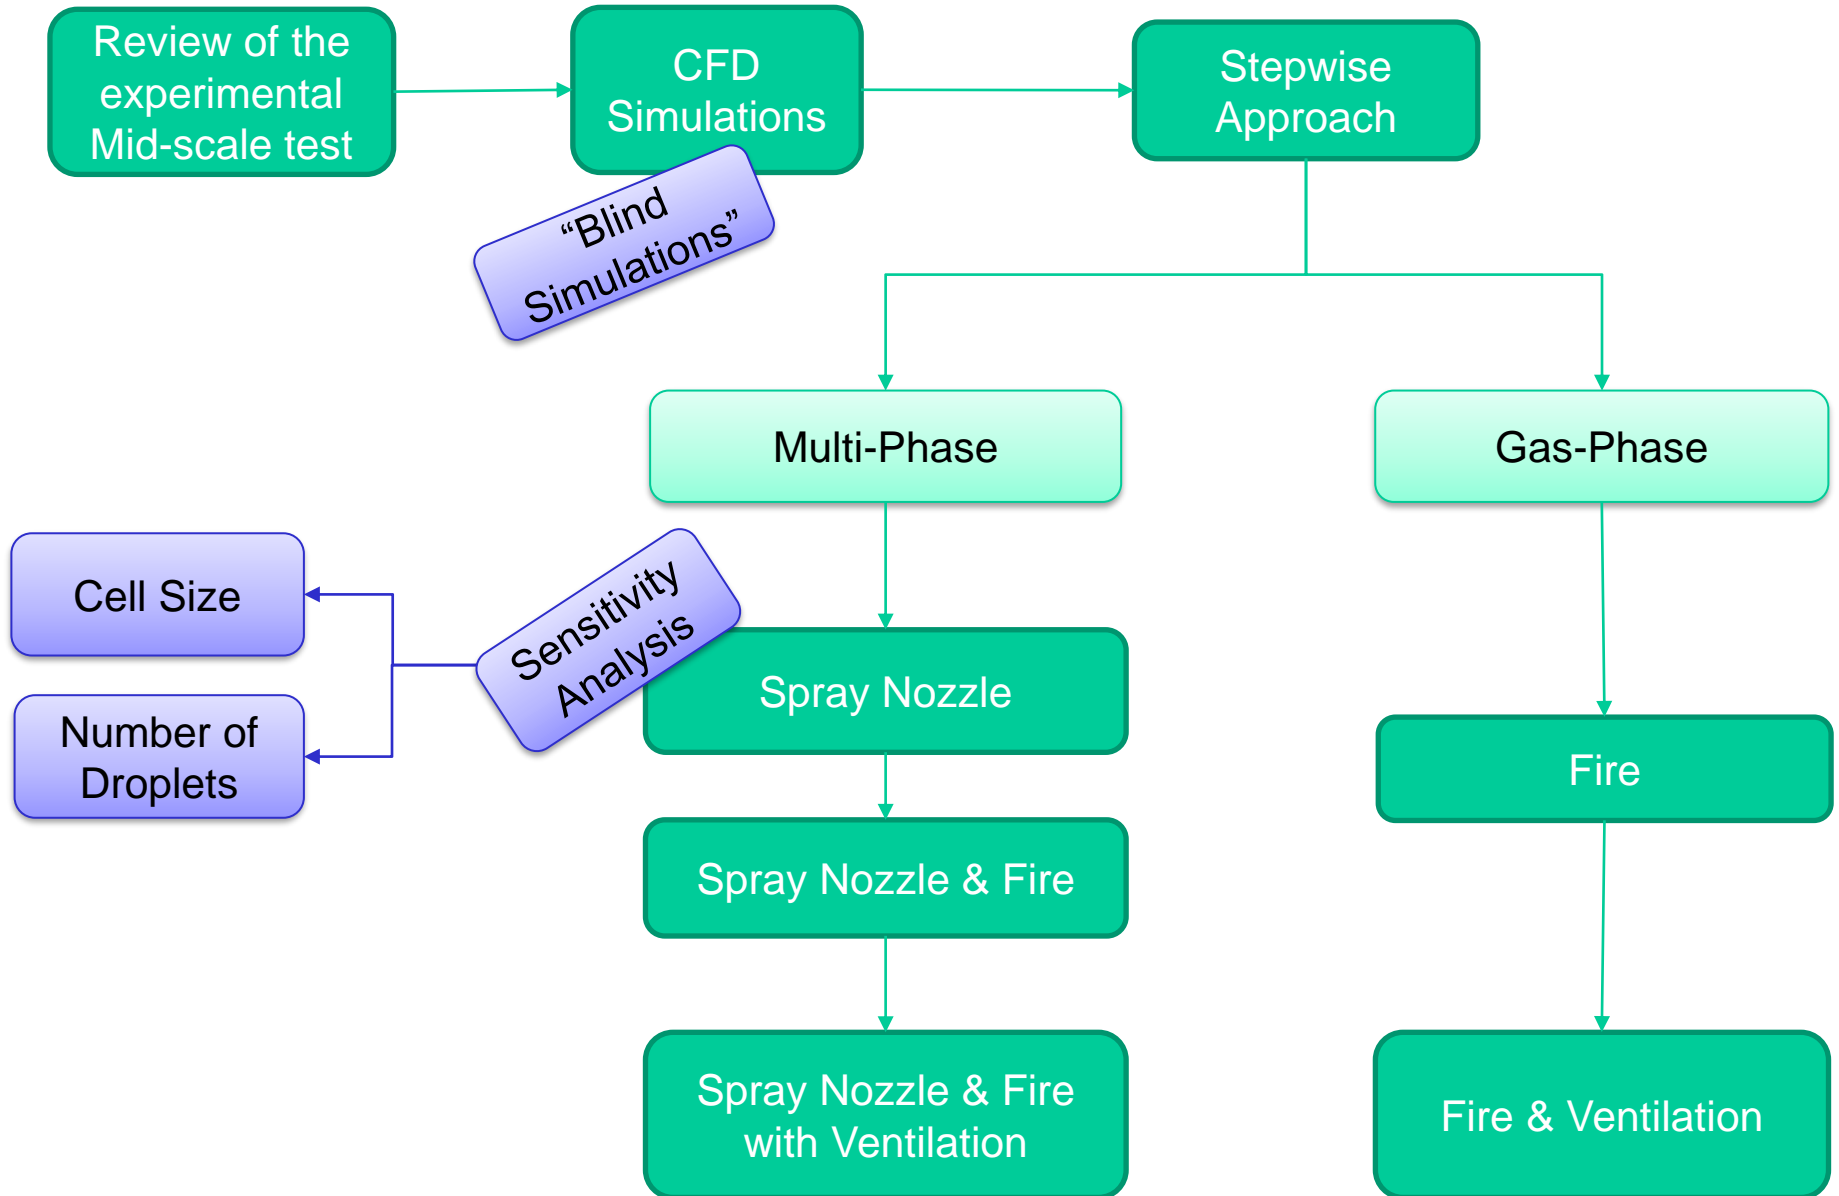 Review of the
experimental
Mid-scale test
CFD
Simulations
Stepwise
Approach
“Blind
Simulations”
Multi-Phase
Gas-Phase
Cell Size
Sensitivity
Analysis
Number of
Droplets
Spray Nozzle
Fire
Spray Nozzle & Fire
Spray Nozzle & Fire
with Ventilation
Fire & Ventilation